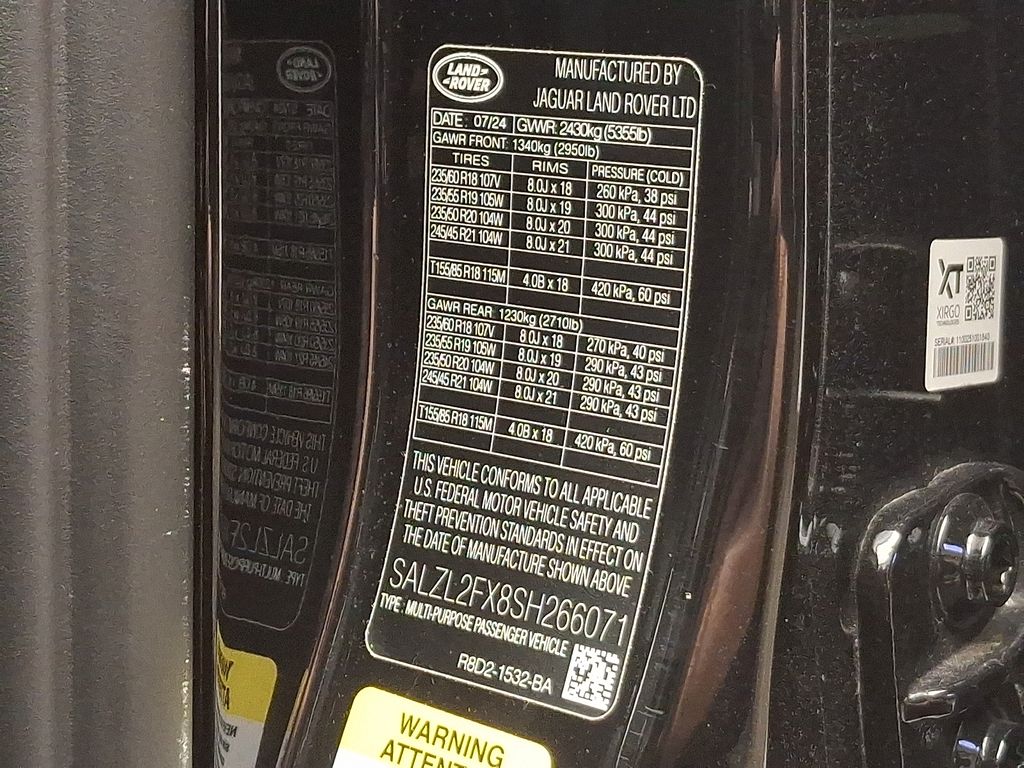 LAND-
-ROVER
MANUFACTURED BY
JAGUAR LAND ROVER LTD
DATE: 07/24 GVWR: 2430kg (5355lb)
GAWR FRONT: 1340kg (2950lb)
TIRES RIMS PRESSURE (COLD)
235/60 R18 107V 8.0J x 18 260 kPa, 38 psi
235/55 R19 105W 8.0J x 19 300 kPa, 44 psi
235/50 R20 104W 8.0J x 20 300 kPa, 44 psi
245/45 R21 104W 8.0J x 21 300 kPa, 44 psi
T155/85 R18 115M 4.0B x 18 420 kPa, 60 psi
GAWR REAR: 1230kg (2710lb)
235/60 R18 107V 8.0J x 18 270 kPa, 40 psi
235/55 R19 105W 8.0J x 19 290 kPa, 43 psi
235/50 R20 104W 8.0J x 20 290 kPa, 43 psi
245/45 R21 104W 8.0J x 21 290 kPa, 43 psi
T155/85 R18 115M 4.0B x 18 420 kPa, 60 psi
THIS VEHICLE CONFORMS TO ALL APPLICABLE
U.S. FEDERAL MOTOR VEHICLE SAFETY AND
THEFT PREVENTION STANDARDS IN EFFECT ON
THE DATE OF MANUFACTURE SHOWN ABOVE
SALZL2FX8SH266071
TYPE: MULTI-PURPOSE PASSENGER VEHICLE
R8D2-1532-BA
WARNING
XT
XIRGO
TECHNOLOGIES
SERIAL#: 1100251001840